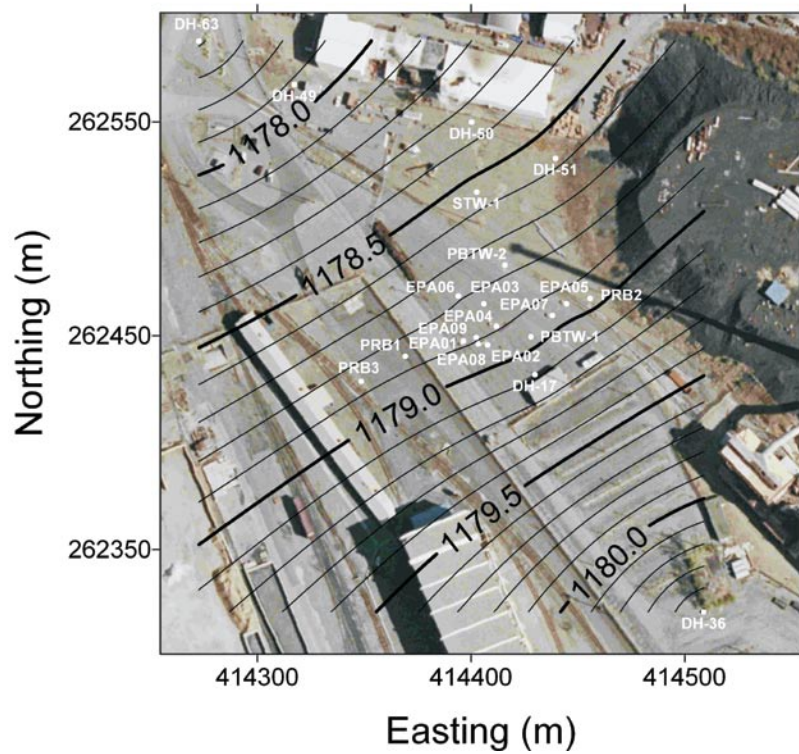 DH-63
DH-49
262550
1178.0
DH-50
DH-51
STW-1
1178.5
PBTW-2
EPA06
EPA03
EPA05
EPA07
PRB2
262450
EPA04
EPA09
PBTW-1
PRB1
EPA01
EPA02
EPA08
PRB3
DH-17
1179.0
1179.5
262350
1180.0
DH-36
414300
414400
414500
Northing (m)
Easting (m)